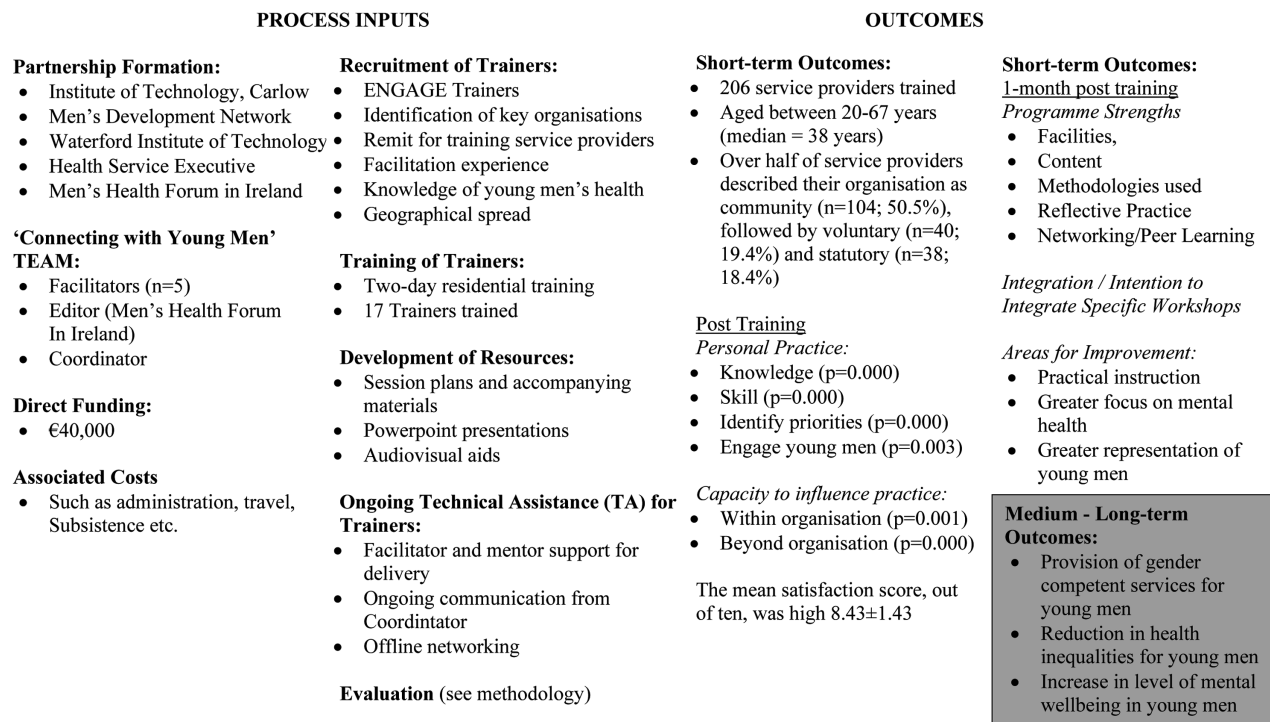 PROCESS INPUTS
Partnership Formation:
• Institute of Technology, Carlow
• Men’s Development Network
• Waterford Institute of Technology
• Health Service Executive
• Men’s Health Forum in Ireland
‘Connecting with Young Men’
TEAM:
• Facilitators (n=5)
• Editor (Men’s Health Forum
In Ireland)
• Coordinator
Direct Funding:
• €40,000
Associated Costs
• Such as administration, travel,
Subsistence etc.
Recruitment of Trainers:
• ENGAGE Trainers
• Identification of key organisations
• Remit for training service providers
• Facilitation experience
• Knowledge of young men’s health
• Geographical spread
Training of Trainers:
• Two-day residential training
• 17 Trainers trained
Development of Resources:
• Session plans and accompanying
materials
• Powerpoint presentations
• Audiovisual aids
Ongoing Technical Assistance (TA) for
Trainers:
• Facilitator and mentor support for
delivery
• Ongoing communication from
Coordintator
• Offline networking
Evaluation (see methodology)
OUTCOMES
Short-term Outcomes:
• 206 service providers trained
• Aged between 20-67 years
(median = 38 years)
• Over half of service providers
described their organisation as
community (n=104; 50.5%),
followed by voluntary (n=40;
19.4%) and statutory (n=38;
18.4%)
Post Training
Personal Practice:
• Knowledge (p=0.000)
• Skill (p=0.000)
• Identify priorities (p=0.000)
• Engage young men (p=0.003)
Capacity to influence practice:
• Within organisation (p=0.001)
• Beyond organisation (p=0.000)
The mean satisfaction score, out
of ten, was high 8.43±1.43
Short-term Outcomes:
1-month post training
Programme Strengths
• Facilities,
• Content
• Methodologies used
• Reflective Practice
• Networking/Peer Learning
Integration / Intention to
Integrate Specific Workshops
Areas for Improvement:
• Practical instruction
• Greater focus on mental
health
• Greater representation of
young men
Medium - Long-term
Outcomes:
• Provision of gender
competent services for
young men
• Reduction in health
inequalities for young men
• Increase in level of mental
wellbeing in young men